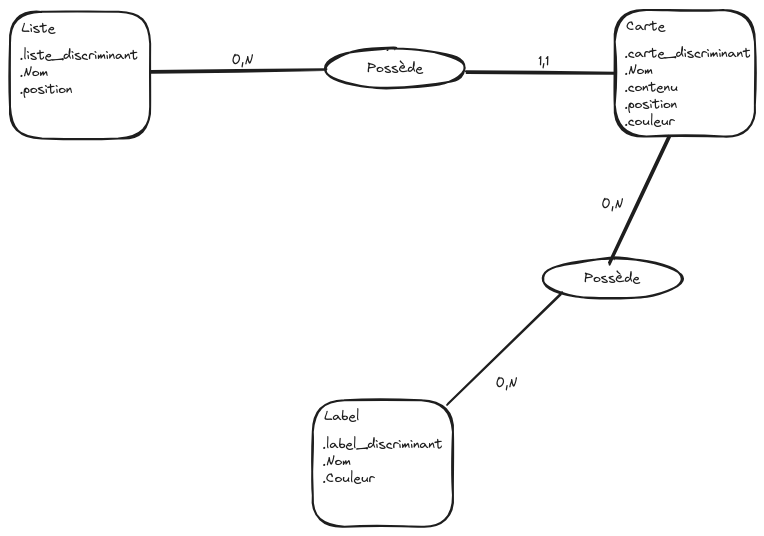 Liste
.liste_discriminant
.Nom
.position
0,N
Possède
1,1
Carte
.carte_discriminant
.Nom
.contenu
.position
.couleur
0,N
Possède
0,N
Label
.label_discriminant
.Nom
.Couleur